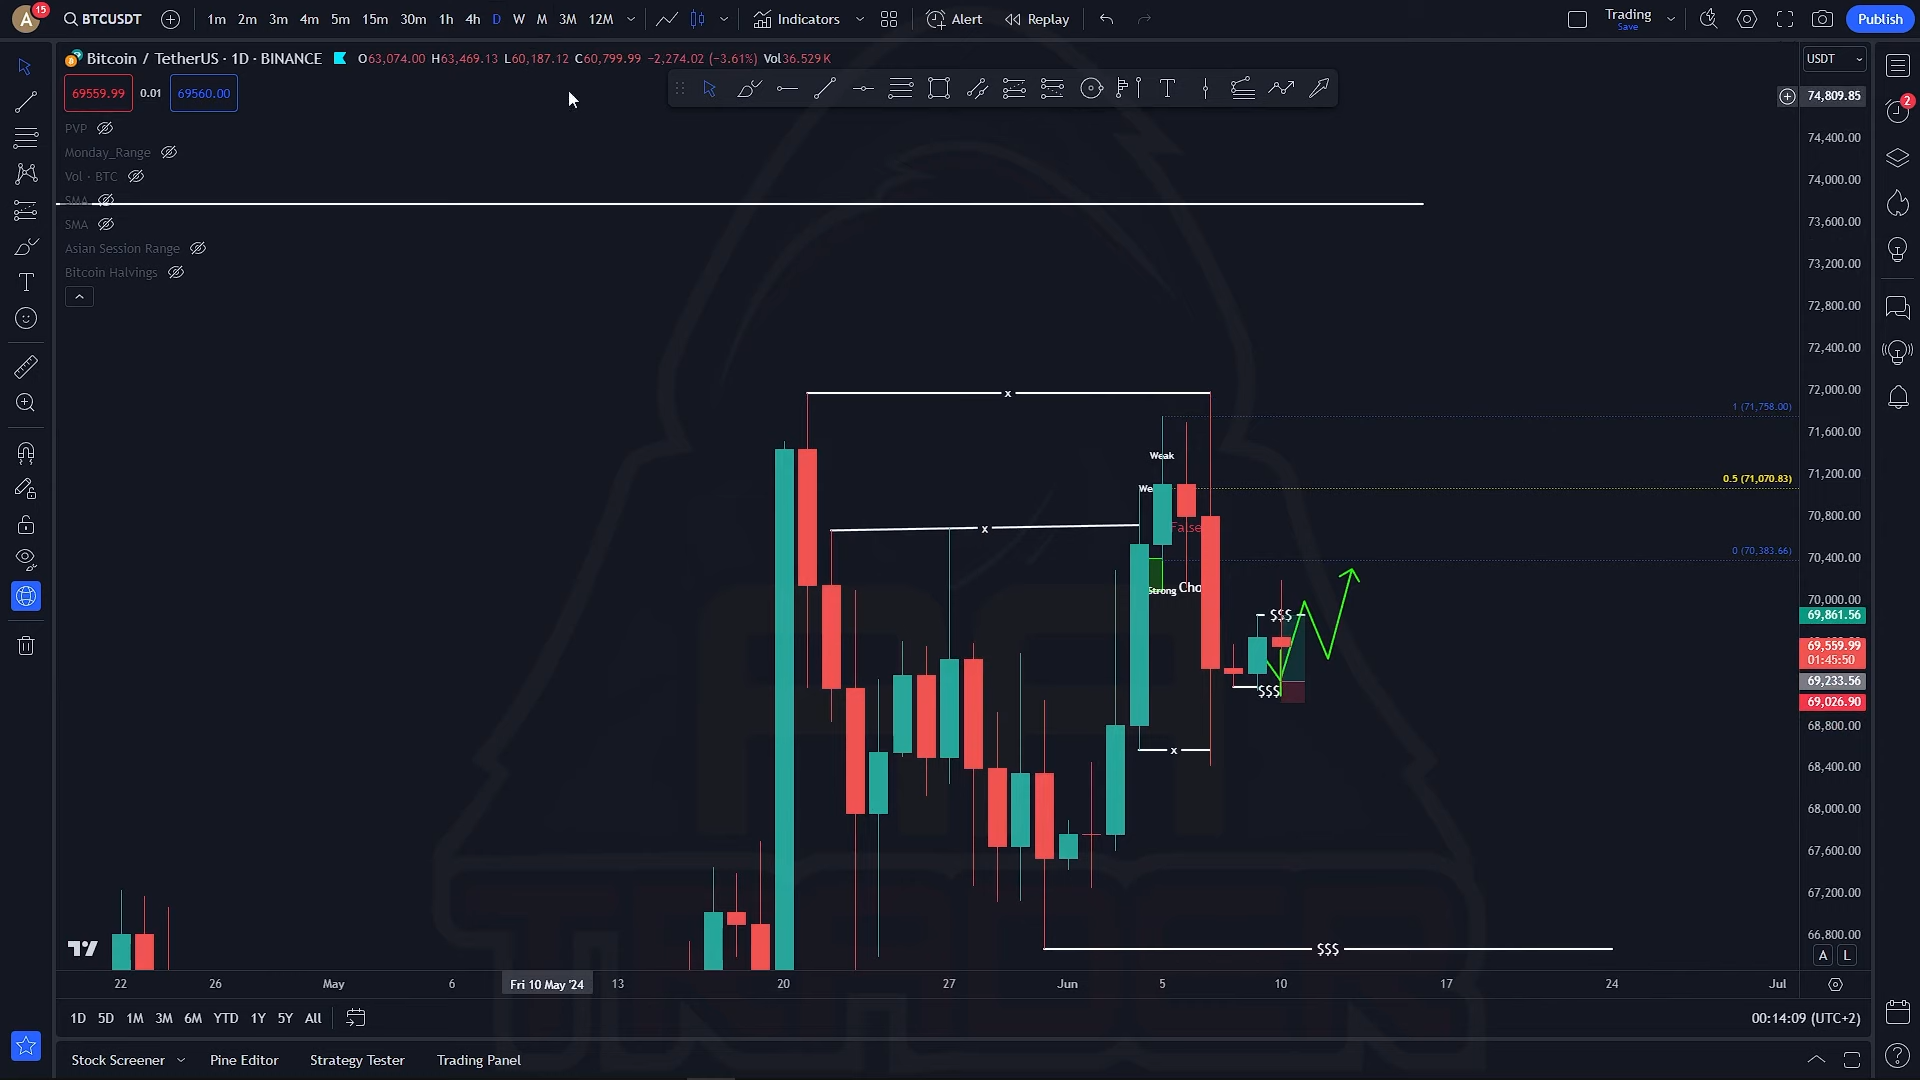 A 15 BTCUSDT 1m 2m 3m 4m 5m 15m 30m 1h 4h D W M 3M 12M Indicators Alert Replay Trading Save Publish
Bitcoin / TetherUS · 1D · BINANCE O63,074.00 H63,469.13 L60,187.12 C60,799.99 -2,274.02 (-3.61%) Vol36.529K
USDT
69559.99 0.01 69560.00
74,809.85
2
PVP
74,400.00
Monday_Range
Vol · BTC
74,000.00
SMA
SMA
73,600.00
Asian Session Range
73,200.00
Bitcoin Halvings
72,800.00
72,400.00
x
72,000.00
1 (71,758.00)
71,600.00
Weak
71,200.00
0.5 (71,070.83)
We
70,800.00
x
False
70,400.00
0 (70,383.66)
Strong Cho
70,000.00
$$$
69,861.56
69,559.99
01:45:50
69,233.56
$$$
69,026.90
68,800.00
x
68,400.00
68,000.00
67,600.00
67,200.00
66,800.00
$$$
A L
22 26 May 6 Fri 10 May '24 13 20 27 Jun 5 10 17 24 Jul
1D 5D 1M 3M 6M YTD 1Y 5Y All 00:14:09 (UTC+2)
Stock Screener Pine Editor Strategy Tester Trading Panel